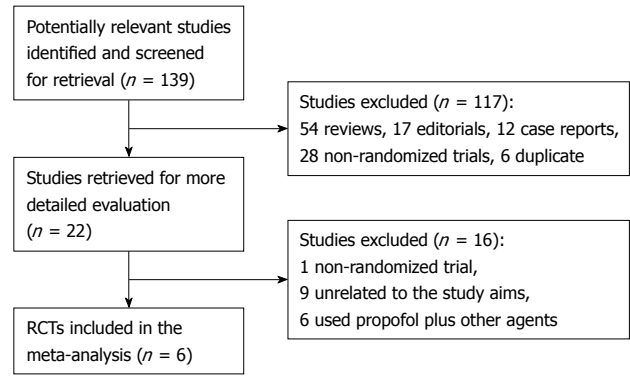 Potentially relevant studies
identified and screened
for retrieval (n = 139)
Studies excluded (n = 117):
54 reviews, 17 editorials, 12 case reports,
28 non-randomized trials, 6 duplicate
Studies retrieved for more
detailed evaluation
(n = 22)
Studies excluded (n = 16):
1 non-randomized trial,
9 unrelated to the study aims,
6 used propofol plus other agents
RCTs included in the
meta-analysis (n = 6)